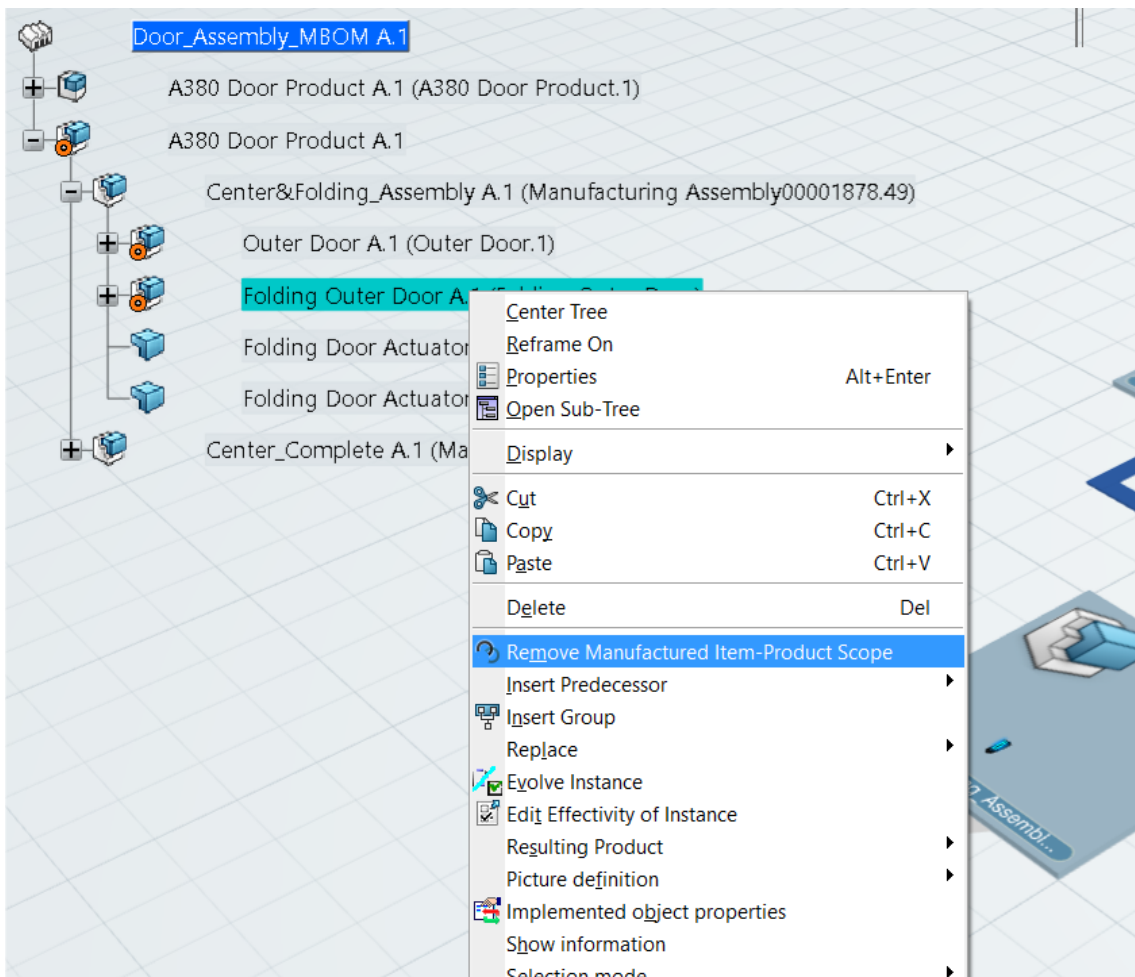 Door_Assembly_MBOM A.1
A380 Door Product A.1 (A380 Door Product.1)
A380 Door Product A.1
Center&Folding_Assembly A.1 (Manufacturing Assembly00001878.49)
Outer Door A.1 (Outer Door.1)
Folding Outer Door A.
Folding Door Actuator
Folding Door Actuator
Center_Complete A.1 (Ma
Center Tree
Reframe On
Properties Alt+Enter
Open Sub-Tree
Display
Cut Ctrl+X
Copy Ctrl+C
Paste Ctrl+V
Delete Del
Remove Manufactured Item-Product Scope
Insert Predecessor
Insert Group
Replace
Evolve Instance
Edit Effectivity of Instance
Resulting Product
Picture definition
Implemented object properties
Show information
Selection mode
Assembl...